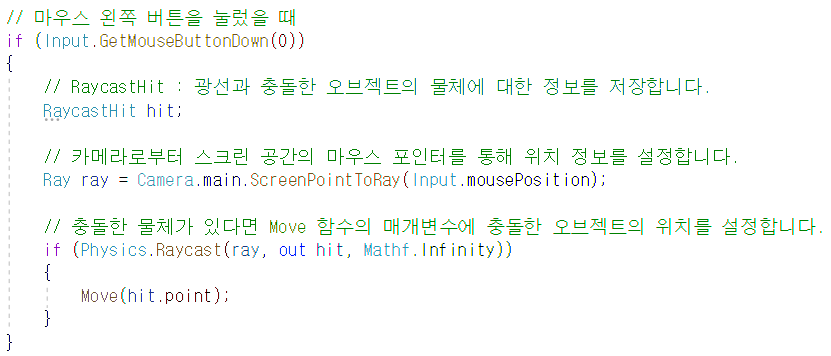 // 마우스 왼쪽 버튼을 눌렀을 때
if (Input.GetMouseButtonDown(0))
{
// RaycastHit : 광선과 충돌한 오브젝트의 물체에 대한 정보를 저장합니다.
RaycastHit hit;
// 카메라로부터 스크린 공간의 마우스 포인터를 통해 위치 정보를 설정합니다.
Ray ray = Camera.main.ScreenPointToRay(Input.mousePosition);
// 충돌한 물체가 있다면 Move 함수의 매개변수에 충돌한 오브젝트의 위치를 설정합니다.
if (Physics.Raycast(ray, out hit, Mathf.Infinity))
{
Move(hit.point);
}
}